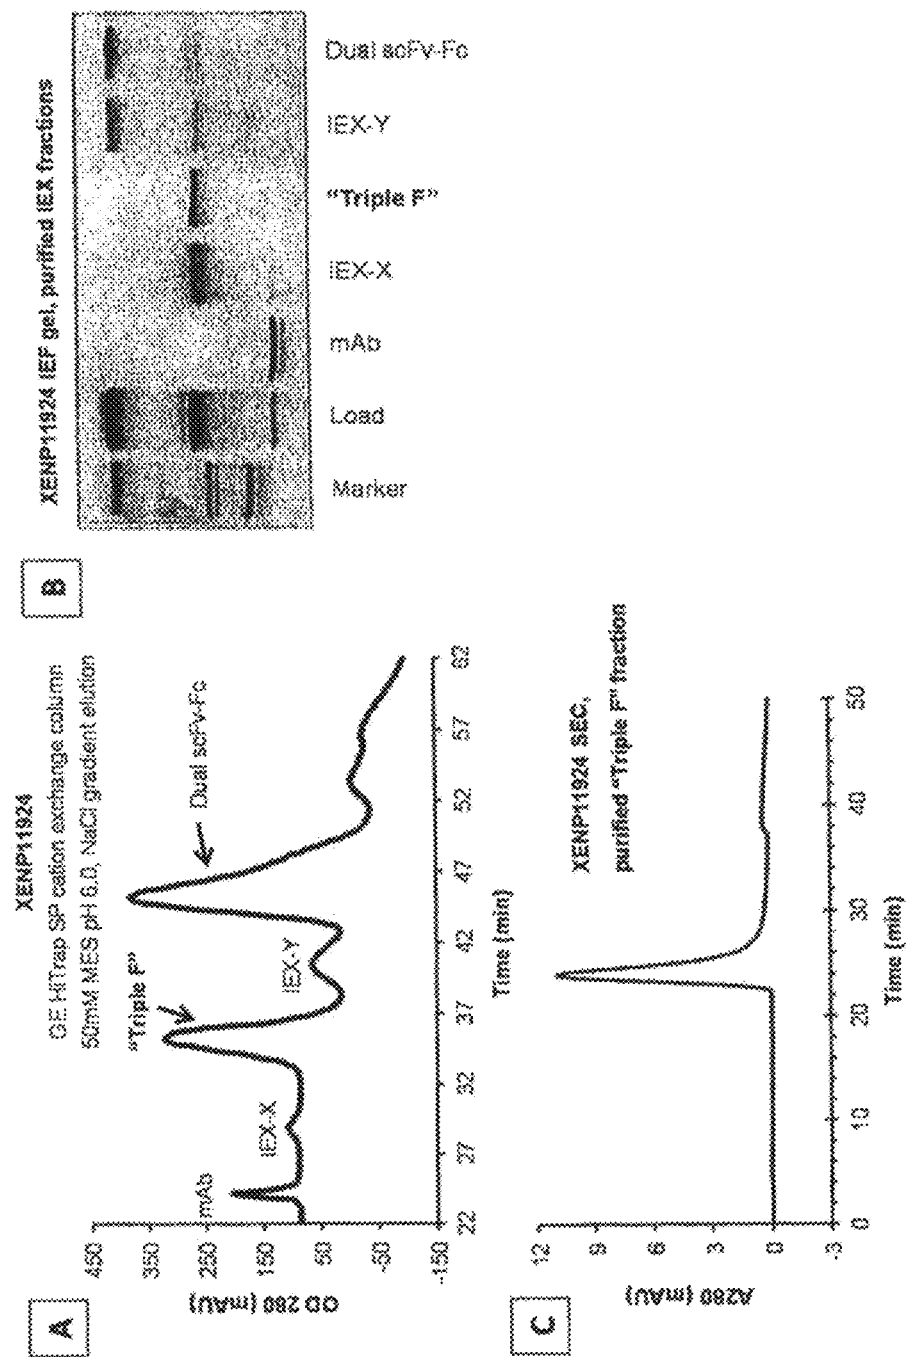 A
XENP11924
GE HiTrap SP cation exchange column
50mM MES pH 6.0, NaCl gradient elution
450
350
250
150
50
-50
-150
OD 280 (mAU)
mAb
IEX-X
"Triple F"
IEX-Y
Dual scFv-Fc
22
27
32
37
42
47
52
57
62
Time (min)
B
XENP11924 IEF gel, purified IEX fractions
Marker
Load
mAb
IEX-X
"Triple F"
IEX-Y
Dual scFv-Fc
C
XENP11924 SEC,
purified "Triple F" fraction
12
9
6
3
0
-3
A280 (mAU)
0
10
20
30
40
50
Time (min)